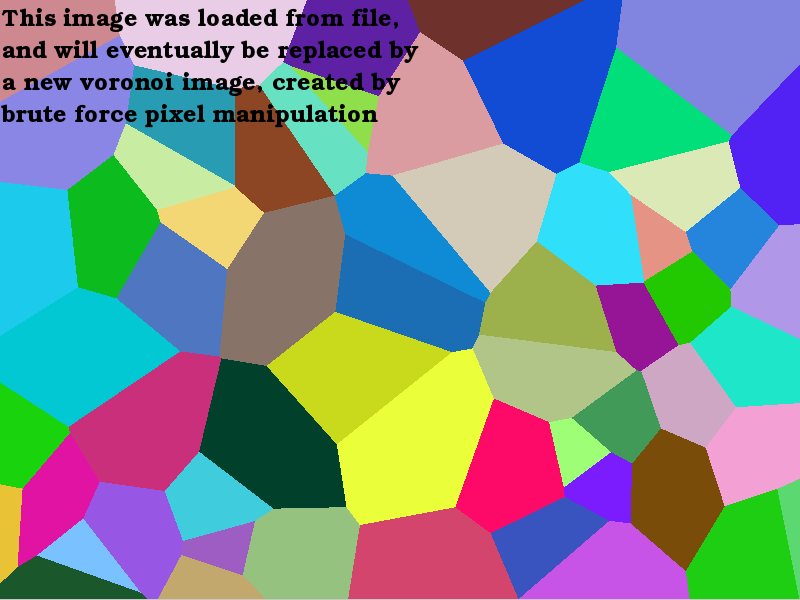 This image was loaded from file,
and will eventually be replaced by
a new voronoi image, created by
brute force pixel manipulation